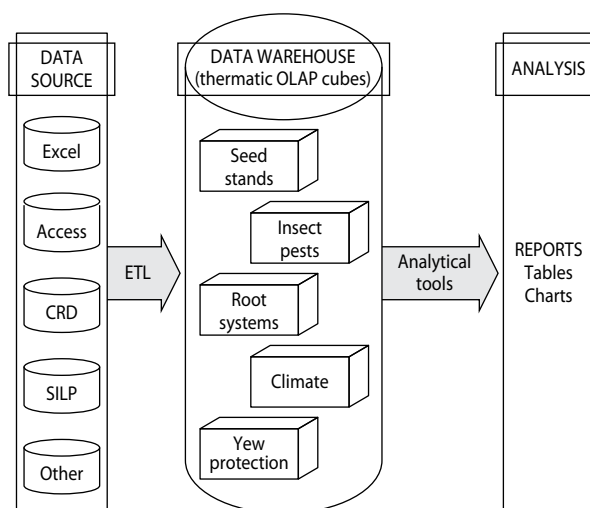 DATA
SOURCE
Excel
Access
CRD
SILP
Other
ETL
DATA WAREHOUSE
(thematic OLAP cubes)
Seed
stands
Insect
pests
Root
systems
Climate
Yew
protection
Analytical
tools
ANALYSIS
REPORTS
Tables
Charts